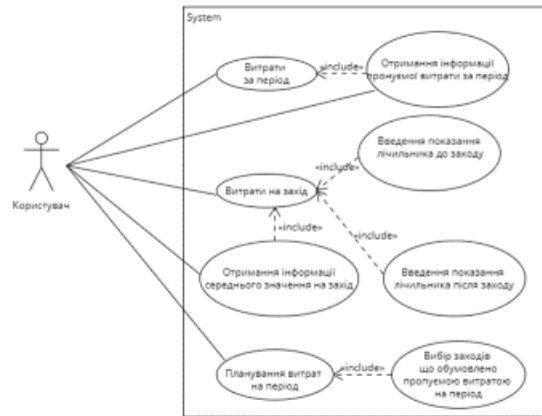 System
Витрати
за період
«include»
Отримання інформації
пронуємої витрати за період
Введення показання
лічильника до заходу
«include»
Користувач
Витрати на захід
«include»
«include»
Отримання інформації
середнього значення на захід
Введення показання
лічильника після заходу
Планування витрат
на період
«include»
Вибір заходів
що обумовлено
пропуємою витратою
на період